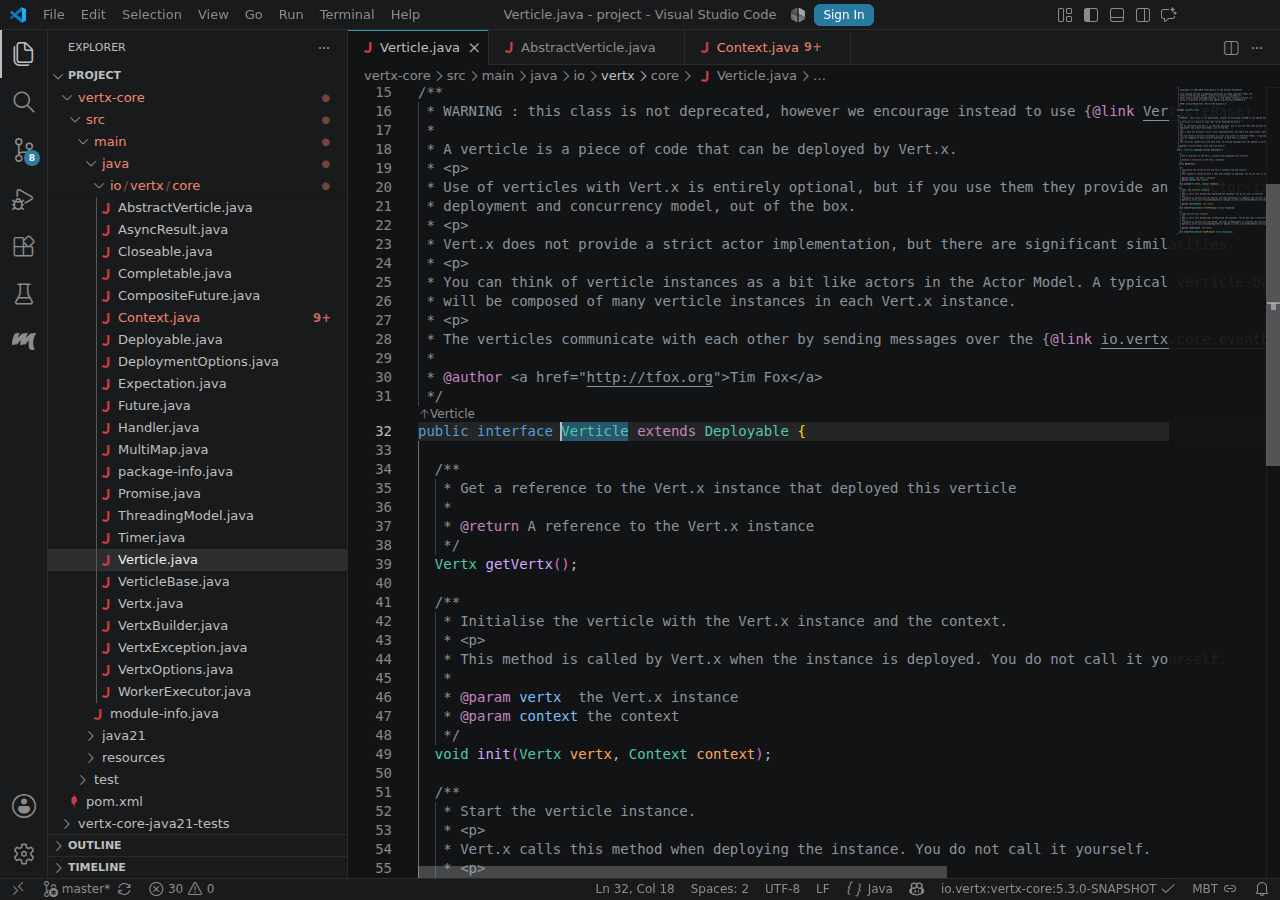 File Edit Selection View Go Run Terminal Help
Verticle.java - project - Visual Studio Code
Sign In
EXPLORER
PROJECT
vertx-core
src
main
java
io/vertx/core
AbstractVerticle.java
AsyncResult.java
Closeable.java
Completable.java
CompositeFuture.java
Context.java 9+
Deployable.java
DeploymentOptions.java
Expectation.java
Future.java
Handler.java
MultiMap.java
package-info.java
Promise.java
ThreadingModel.java
Timer.java
Verticle.java
VerticleBase.java
Vertx.java
VertxBuilder.java
VertxException.java
VertxOptions.java
WorkerExecutor.java
module-info.java
java21
resources
test
pom.xml
vertx-core-java21-tests
OUTLINE
TIMELINE
8
Verticle.java
AbstractVerticle.java
Context.java 9+
vertx-core > src > main > java > io > vertx > core > Verticle.java > ...
15 /**
16  * WARNING : this class is not deprecated, however we encourage instead to use {@link VerticleBase}
17  *
18  * A verticle is a piece of code that can be deployed by Vert.x.
19  * <p>
20  * Use of verticles with Vert.x is entirely optional, but if you use them they provide an actor-l
21  * deployment and concurrency model, out of the box.
22  * <p>
23  * Vert.x does not provide a strict actor implementation, but there are significant similarities.
24  * <p>
25  * You can think of verticle instances as a bit like actors in the Actor Model. A typical verticle-ba
26  * will be composed of many verticle instances in each Vert.x instance.
27  * <p>
28  * The verticles communicate with each other by sending messages over the {@link io.vertx.core.eventb
29  *
30  * @author <a href="http://tfox.org">Tim Fox</a>
31  */
↑Verticle
32 public interface Verticle extends Deployable {
33
34   /**
35    * Get a reference to the Vert.x instance that deployed this verticle
36    *
37    * @return A reference to the Vert.x instance
38    */
39   Vertx getVertx();
40
41   /**
42    * Initialise the verticle with the Vert.x instance and the context.
43    * <p>
44    * This method is called by Vert.x when the instance is deployed. You do not call it yourself.
45    *
46    * @param vertx  the Vert.x instance
47    * @param context the context
48    */
49   void init(Vertx vertx, Context context);
50
51   /**
52    * Start the verticle instance.
53    * <p>
54    * Vert.x calls this method when deploying the instance. You do not call it yourself.
55    * <p>
master* 30 0 Ln 32, Col 18 Spaces: 2 UTF-8 LF { } Java io.vertx:vertx-core:5.3.0-SNAPSHOT MBT